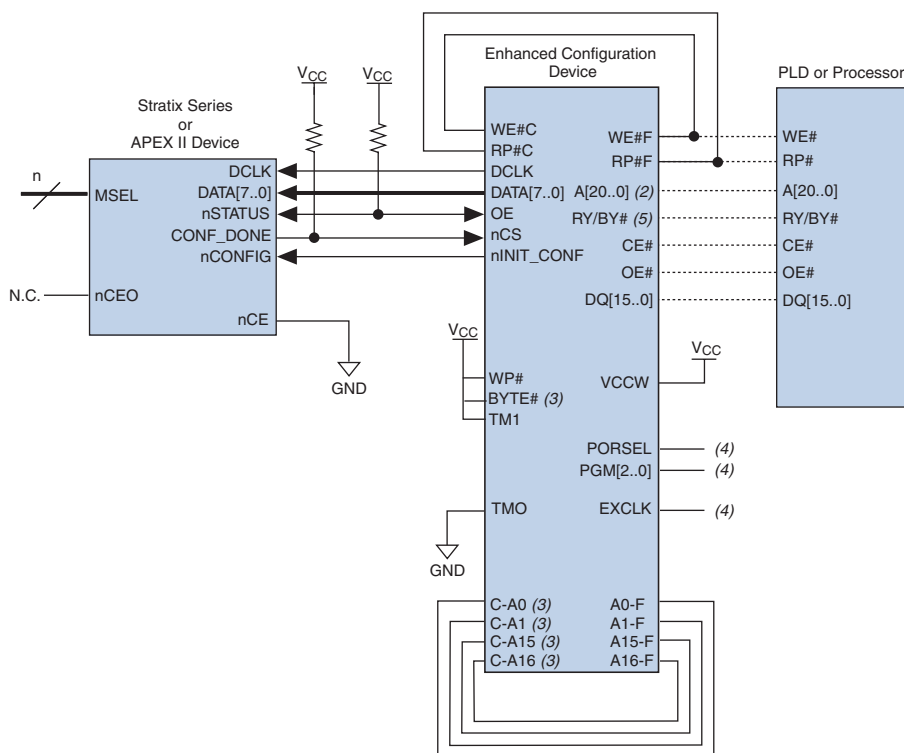 Enhanced Configuration
Device
PLD or Processor
Stratix Series
or
APEX II Device
VCC
VCC
n
MSEL
DCLK
DATA[7..0]
nSTATUS
CONF_DONE
nCONFIG
N.C.
nCEO
nCE
GND
WE#C
RP#C
DCLK
DATA[7..0]
OE
nCS
nINIT_CONF
WE#F
RP#F
A[20..0] (2)
RY/BY# (5)
CE#
OE#
DQ[15..0]
WE#
RP#
A[20..0]
RY/BY#
CE#
OE#
DQ[15..0]
VCC
WP#
BYTE# (3)
TM1
VCC
VCCW
PORSEL
(4)
PGM[2..0]
(4)
TMO
EXCLK
(4)
GND
C-A0 (3)
C-A1 (3)
C-A15 (3)
C-A16 (3)
A0-F
A1-F
A15-F
A16-F